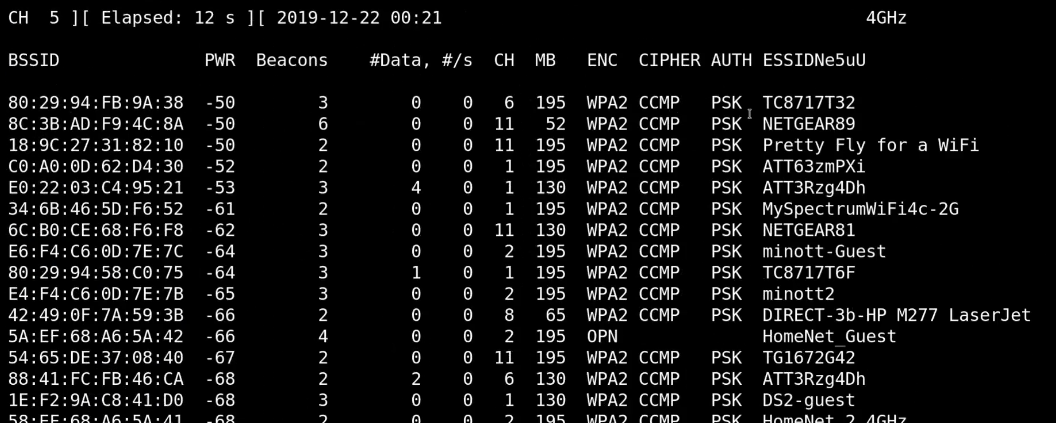 CH  5 ][ Elapsed: 12 s ][ 2019-12-22 00:21                                         4GHz
BSSID              PWR  Beacons    #Data, #/s  CH  MB   ENC  CIPHER AUTH ESSIDNe5uU
80:29:94:FB:9A:38  -50        3        0    0   6  195  WPA2 CCMP   PSK  TC8717T32
8C:3B:AD:F9:4C:8A  -50        6        0    0  11   52  WPA2 CCMP   PSK  NETGEAR89
18:9C:27:31:82:10  -50        2        0    0  11  195  WPA2 CCMP   PSK  Pretty Fly for a WiFi
C0:A0:0D:62:D4:30  -52        2        0    0   1  195  WPA2 CCMP   PSK  ATT63zmPXi
E0:22:03:C4:95:21  -53        3        4    0   1  130  WPA2 CCMP   PSK  ATT3Rzg4Dh
34:6B:46:5D:F6:52  -61        2        0    0   1  195  WPA2 CCMP   PSK  MySpectrumWiFi4c-2G
6C:B0:CE:68:F6:F8  -62        3        0    0  11  130  WPA2 CCMP   PSK  NETGEAR81
E6:F4:C6:0D:7E:7C  -64        3        0    0   2  195  WPA2 CCMP   PSK  minott-Guest
80:29:94:58:C0:75  -64        3        1    0   1  195  WPA2 CCMP   PSK  TC8717T6F
E4:F4:C6:0D:7E:7B  -65        3        0    0   2  195  WPA2 CCMP   PSK  minott2
42:49:0F:7A:59:3B  -66        2        0    0   8   65  WPA2 CCMP   PSK  DIRECT-3b-HP M277 LaserJet
5A:EF:68:A6:5A:42  -66        4        0    0   2  195  OPN              HomeNet_Guest
54:65:DE:37:08:40  -67        2        0    0  11  195  WPA2 CCMP   PSK  TG1672G42
88:41:FC:FB:46:CA  -68        2        2    0   6  130  WPA2 CCMP   PSK  ATT3Rzg4Dh
1E:F2:9A:C8:41:D0  -68        3        0    0   1  130  WPA2 CCMP   PSK  DS2-guest
58:EF:68:A6:5A:41  -68        2        0    0   2  195  WPA2 CCMP   PSK  HomeNet 2.4GHz